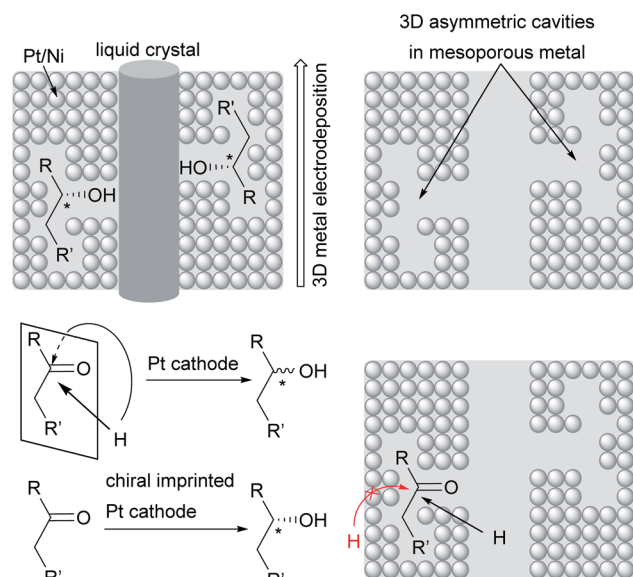 Pt/Ni
liquid crystal
3D asymmetric cavities
in mesoporous metal
R'
HO
*
R
R
OH
*
R'
3D metal electrodeposition
R
O
H
R'
Pt cathode
R
OH
*
R'
R
O
R'
chiral imprinted
Pt cathode
R
OH
*
R'
R
O
H
H
R'